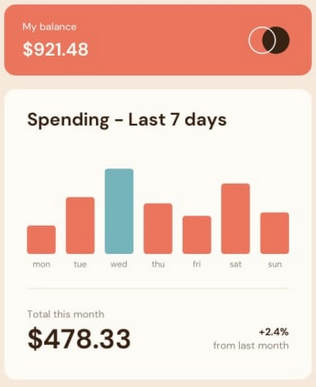 My balance
$921.48
Spending - Last 7 days
mon tue wed thu fri sat sun
Total this month
$478.33
+2.4%
from last month